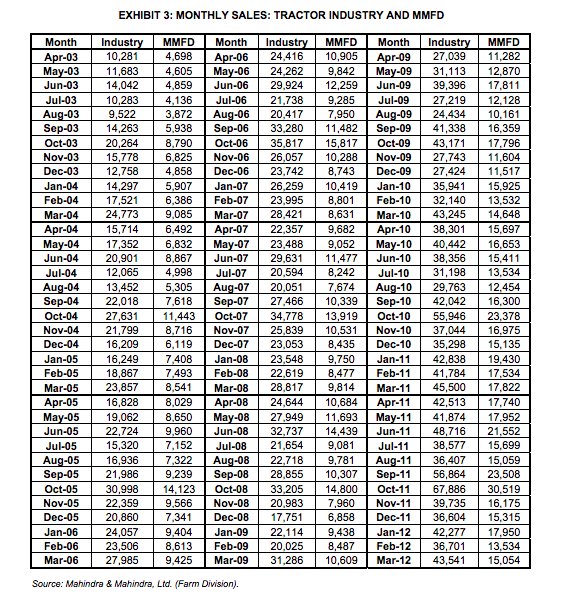 EXHIBIT 3: MONTHLY SALES: TRACTOR INDUSTRY AND MMFD
Month Industry MMFD Month Industry MMFD Month Industry MMFD
Apr-03 10,281 4,698 Apr-06 24,416 10,905 Apr-09 27,039 11,282
May-03 11,683 4,605 May-06 24,262 9,842 May-09 31,113 12,870
Jun-03 14,042 4,859 Jun-06 29,924 12,259 Jun-09 39,396 17,811
Jul-03 10,283 4,136 Jul-06 21,738 9,285 Jul-09 27,219 12,128
Aug-03 9,522 3,872 Aug-06 20,417 7,950 Aug-09 24,434 10,161
Sep-03 14,263 5,938 Sep-06 33,280 11,482 Sep-09 41,338 16,359
Oct-03 20,264 8,790 Oct-06 35,817 15,817 Oct-09 43,171 17,796
Nov-03 15,778 6,825 Nov-06 26,057 10,288 Nov-09 27,743 11,604
Dec-03 12,758 4,858 Dec-06 23,742 8,743 Dec-09 27,424 11,517
Jan-04 14,297 5,907 Jan-07 26,259 10,419 Jan-10 35,941 15,925
Feb-04 17,521 6,386 Feb-07 23,995 8,801 Feb-10 32,140 13,532
Mar-04 24,773 9,085 Mar-07 28,421 8,631 Mar-10 43,245 14,648
Apr-04 15,714 6,492 Apr-07 22,357 9,682 Apr-10 38,301 15,697
May-04 17,352 6,832 May-07 23,488 9,052 May-10 40,442 16,653
Jun-04 20,901 8,867 Jun-07 29,631 11,477 Jun-10 38,356 15,411
Jul-04 12,065 4,998 Jul-07 20,594 8,242 Jul-10 31,198 13,534
Aug-04 13,452 5,305 Aug-07 20,051 7,674 Aug-10 29,763 12,454
Sep-04 22,018 7,618 Sep-07 27,466 10,339 Sep-10 42,042 16,300
Oct-04 27,631 11,443 Oct-07 34,778 13,919 Oct-10 55,946 23,378
Nov-04 21,799 8,716 Nov-07 25,839 10,531 Nov-10 37,044 16,975
Dec-04 16,209 6,119 Dec-07 23,053 8,435 Dec-10 35,298 15,135
Jan-05 16,249 7,408 Jan-08 23,548 9,750 Jan-11 42,838 19,430
Feb-05 18,867 7,493 Feb-08 22,619 8,477 Feb-11 41,784 17,534
Mar-05 23,857 8,541 Mar-08 28,817 9,814 Mar-11 45,500 17,822
Apr-05 16,828 8,029 Apr-08 24,644 10,684 Apr-11 42,513 17,740
May-05 19,062 8,650 May-08 27,949 11,693 May-11 41,874 17,952
Jun-05 22,724 9,960 Jun-08 32,737 14,439 Jun-11 48,716 21,552
Jul-05 15,320 7,152 Jul-08 21,654 9,081 Jul-11 38,577 15,699
Aug-05 16,936 7,322 Aug-08 22,718 9,781 Aug-11 36,407 15,059
Sep-05 21,986 9,239 Sep-08 28,855 10,307 Sep-11 56,864 23,508
Oct-05 30,998 14,123 Oct-08 33,205 14,800 Oct-11 67,886 30,519
Nov-05 22,359 9,566 Nov-08 20,983 7,960 Nov-11 39,735 16,175
Dec-05 20,860 7,341 Dec-08 17,751 6,858 Dec-11 36,604 15,315
Jan-06 24,057 9,404 Jan-09 22,114 9,438 Jan-12 42,277 17,950
Feb-06 23,506 8,613 Feb-09 20,025 8,487 Feb-12 36,701 13,534
Mar-06 27,985 9,425 Mar-09 31,286 10,609 Mar-12 43,541 15,054
Source: Mahindra & Mahindra, Ltd. (Farm Division).